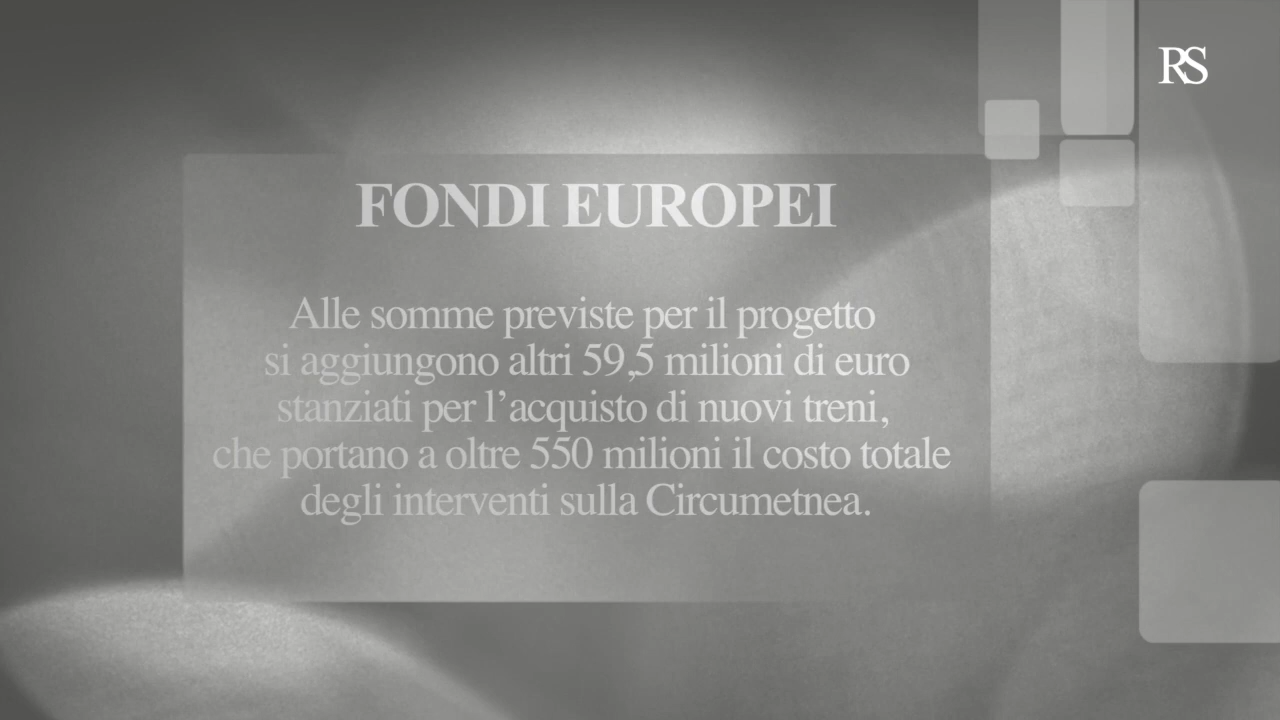 RS
FONDI EUROPEI
Alle somme previste per il progetto
si aggiungono altri 59,5 milioni di euro
stanziati per l’acquisto di nuovi treni,
che portano a oltre 550 milioni il costo totale
degli interventi sulla Circumetnea.